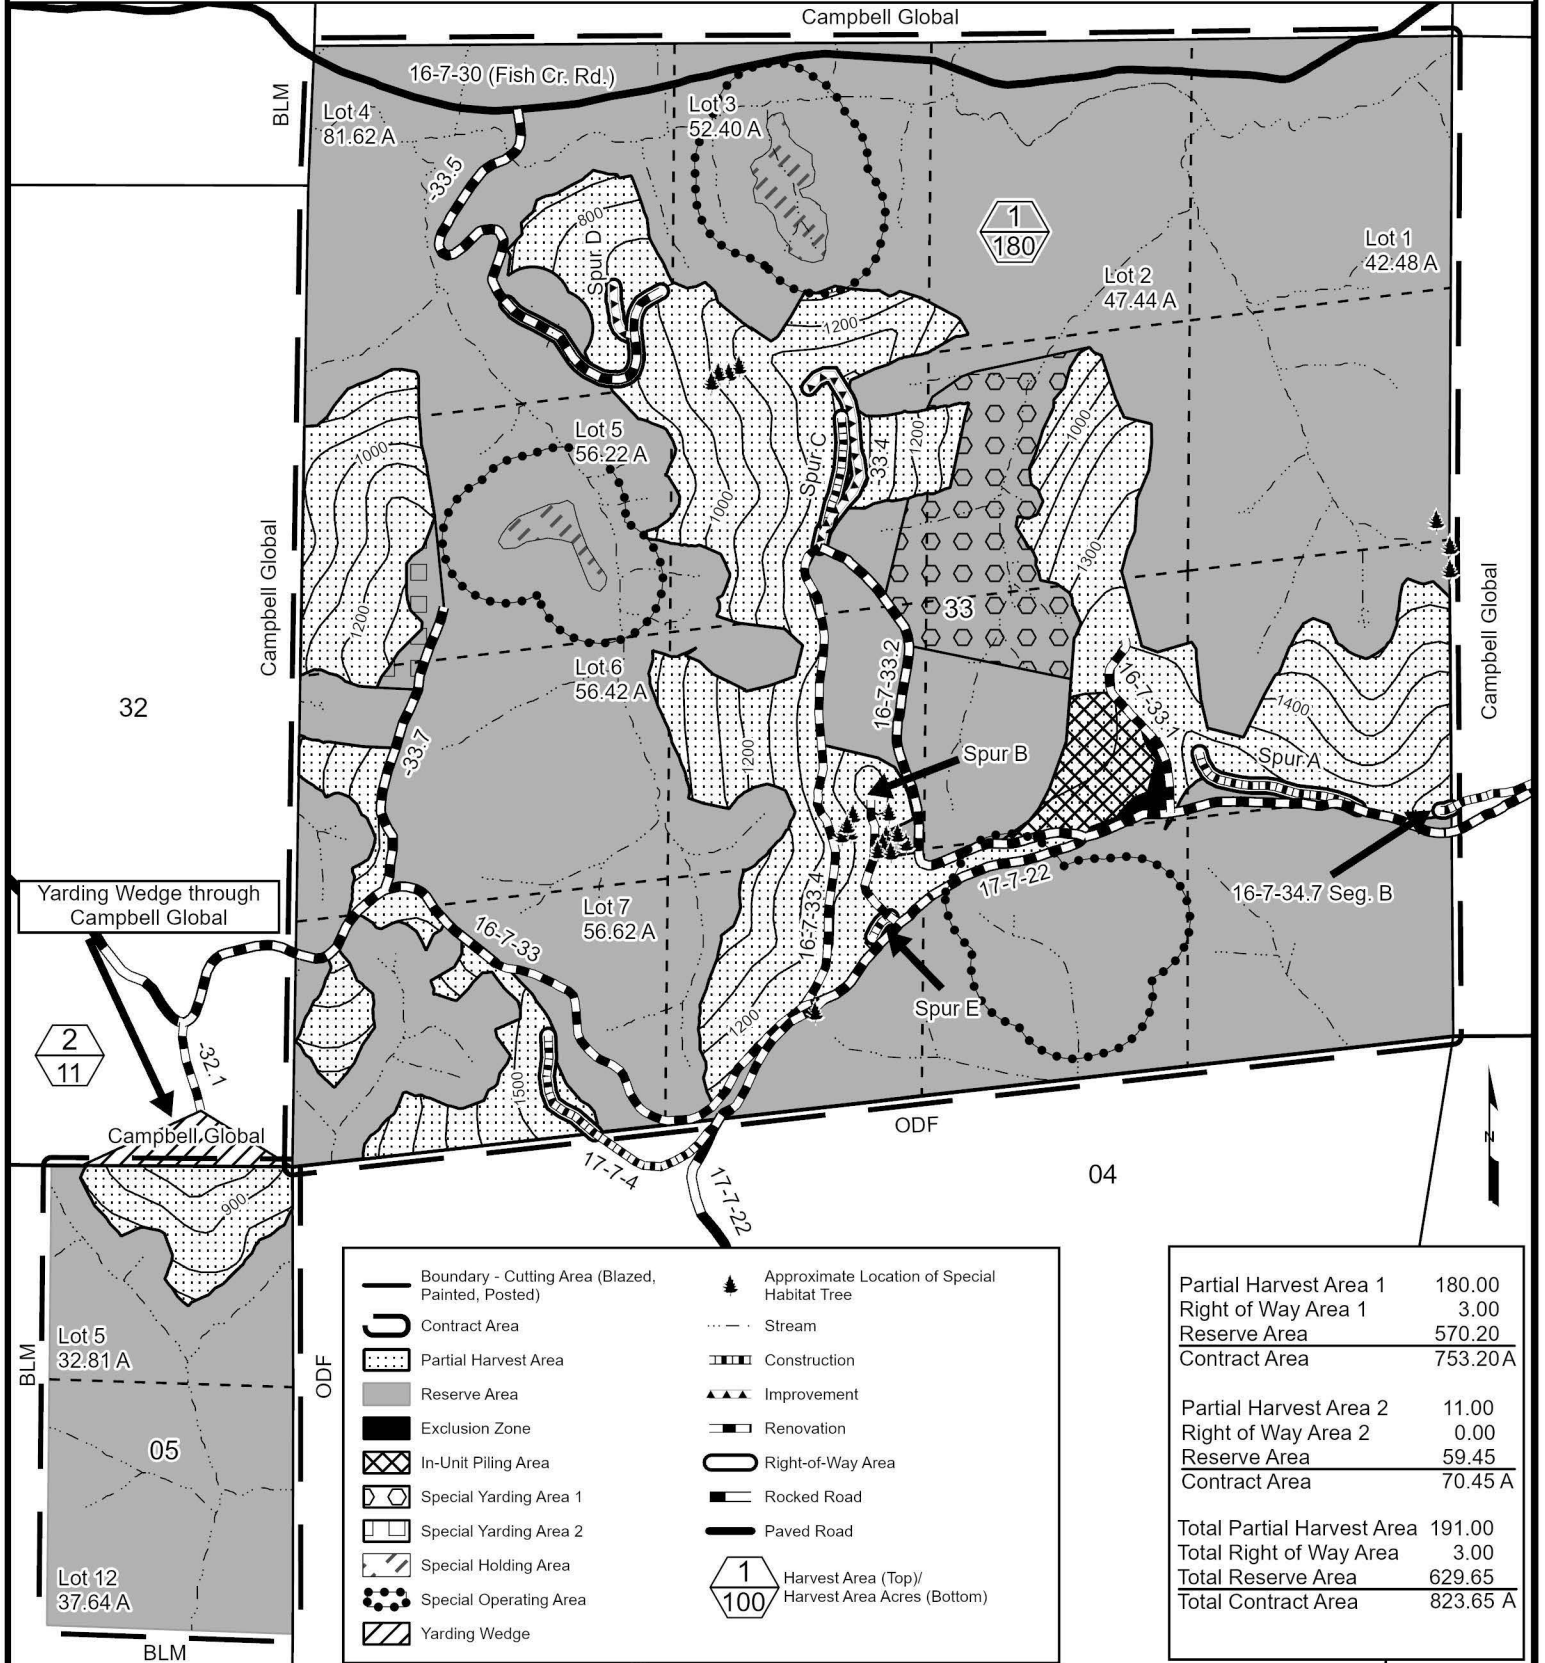 Campbell Global
16-7-30 (Fish Cr. Rd.)
BLM
Lot 4
81.62 A
Lot 3
52.40 A
-33.5
800
Spur D
1
180
Lot 1
42.48 A
Lot 2
47.44 A
1200
Lot 5
56.22 A
1000
1000
1200
Spur C
-33.4
1200
1000
1300
Campbell Global
Campbell Global
33
32
Lot 6
56.42 A
16-7-33.2
16-7-33.1
1400
-33.7
1200
Spur B
Spur A
Yarding Wedge through
Campbell Global
Lot 7
56.62 A
16-7-33
16-7-33.4
17-7-22
16-7-34.7 Seg. B
Spur E
1200
2
11
-32.1
1500
ODF
N
Campbell Global
17-7-4
17-7-22
04
900
BLM
Lot 5
32.81 A
ODF
05
Lot 12
37.64 A
BLM
Boundary - Cutting Area (Blazed,
Painted, Posted)
Contract Area
Partial Harvest Area
Reserve Area
Exclusion Zone
In-Unit Piling Area
Special Yarding Area 1
Special Yarding Area 2
Special Holding Area
Special Operating Area
Yarding Wedge
Approximate Location of Special
Habitat Tree
Stream
Construction
Improvement
Renovation
Right-of-Way Area
Rocked Road
Paved Road
1
100
Harvest Area (Top)/
Harvest Area Acres (Bottom)
Partial Harvest Area 1 180.00
Right of Way Area 1 3.00
Reserve Area 570.20
Contract Area 753.20 A
Partial Harvest Area 2 11.00
Right of Way Area 2 0.00
Reserve Area 59.45
Contract Area 70.45 A
Total Partial Harvest Area 191.00
Total Right of Way Area 3.00
Total Reserve Area 629.65
Total Contract Area 823.65 A